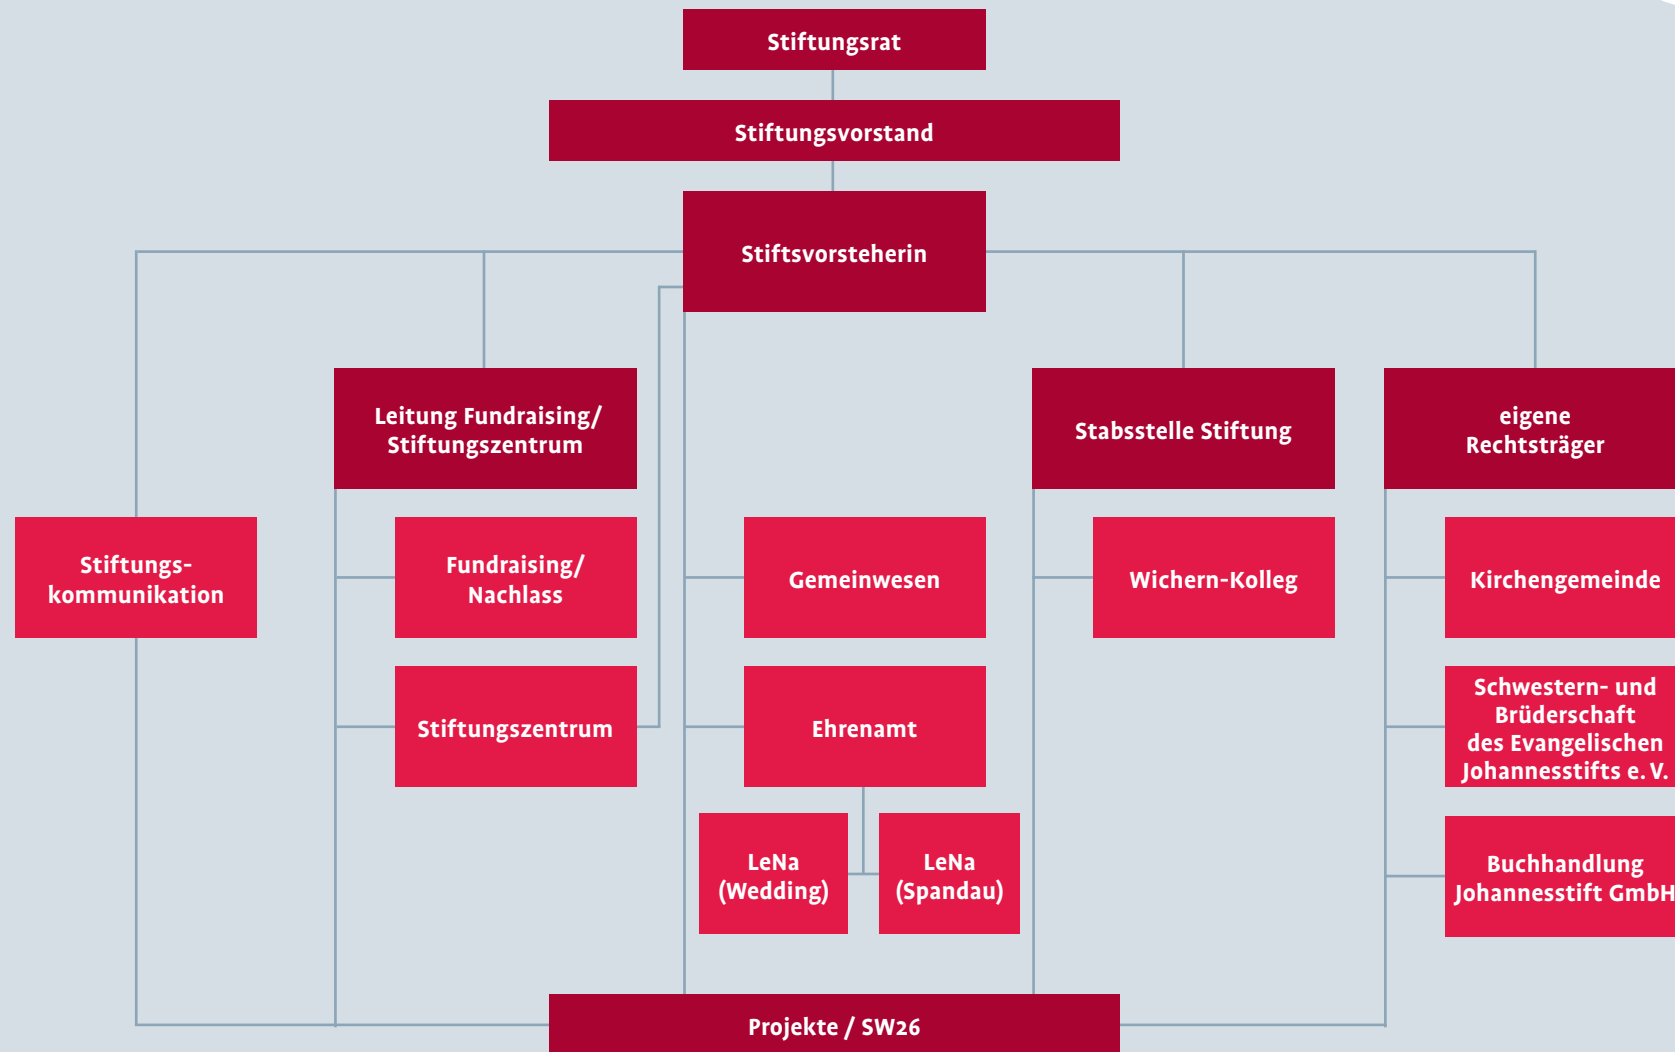 Stiftungsrat
Stiftungsvorstand
Stiftsvorsteherin
Leitung Fundraising/
Stiftungszentrum
Stabsstelle Stiftung
eigene
Rechtsträger
Stiftungs-
kommunikation
Fundraising/
Nachlass
Gemeinwesen
Wichern-Kolleg
Kirchengemeinde
Stiftungszentrum
Ehrenamt
Schwestern- und
Brüderschaft
des Evangelischen
Johannesstifts e. V.
LeNa
(Wedding)
LeNa
(Spandau)
Buchhandlung
Johannesstift GmbH
Projekte / SW26